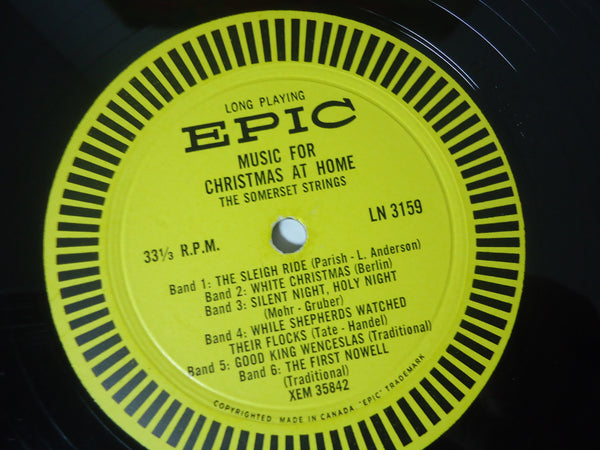 LONG PLAYING
EPIC
MUSIC FOR
CHRISTMAS AT HOME
THE SOMERSET STRINGS
33⅓ R.P.M.
LN 3159
Band 1: THE SLEIGH RIDE (Parish - L. Anderson)
Band 2: WHITE CHRISTMAS (Berlin)
Band 3: SILENT NIGHT, HOLY NIGHT
(Mohr - Gruber)
Band 4: WHILE SHEPHERDS WATCHED
THEIR FLOCKS (Tate - Handel)
Band 5: GOOD KING WENCESLAS (Traditional)
Band 6: THE FIRST NOWELL
(Traditional)
XEM 35842
COPYRIGHTED. MADE IN CANADA. "EPIC" TRADEMARK